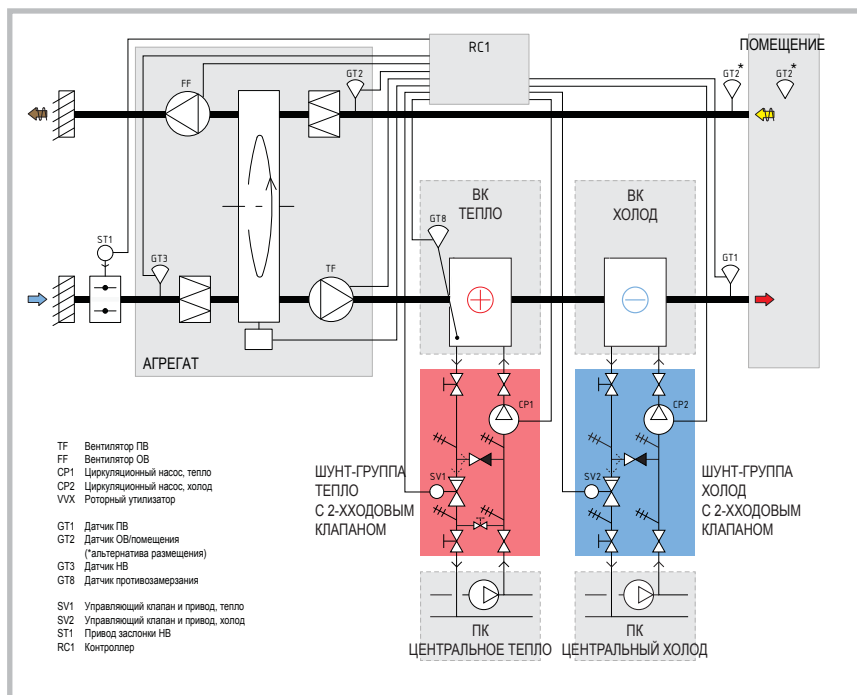 RC1
ПОМЕЩЕНИЕ
FF
GT2
GT2*
GT2*
ВК
ТЕПЛО
ВК
ХОЛОД
ST1
GT3
GT8
TF
GT1
АГРЕГАТ
CP1
CP2
ШУНТ-ГРУППА
ТЕПЛО
С 2-ХХОДОВЫМ
КЛАПАНОМ
SV1
SV2
ШУНТ-ГРУППА
ХОЛОД
С 2-ХХОДОВЫМ
КЛАПАНОМ
ПК
ЦЕНТРАЛЬНОЕ ТЕПЛО
ПК
ЦЕНТРАЛЬНЫЙ ХОЛОД
TF Вентилятор ПВ
FF Вентилятор ОВ
CP1 Циркуляционный насос, тепло
CP2 Циркуляционный насос, холод
VVX Роторный утилизатор
GT1 Датчик ПВ
GT2 Датчик ОВ/помещения
(*альтернатива размещения)
GT3 Датчик НВ
GT8 Датчик противозамерзания
SV1 Управляющий клапан и привод, тепло
SV2 Управляющий клапан и привод, холод
ST1 Привод заслонки НВ
RC1 Контроллер